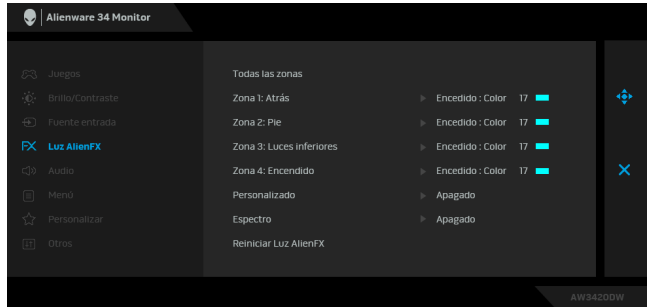 Alienware 34 Monitor
Juegos
Brillo/Contraste
Fuente entrada
FX Luz AlienFX
Audio
Menú
Personalizar
Otros
Todas las zonas
Zona 1: Atrás Encedido : Color 17
Zona 2: Pie Encedido : Color 17
Zona 3: Luces inferiores Encedido : Color 17
Zona 4: Encendido Encedido : Color 17
Personalizado Apagado
Espectro Apagado
Reiniciar Luz AlienFX
AW3420DW